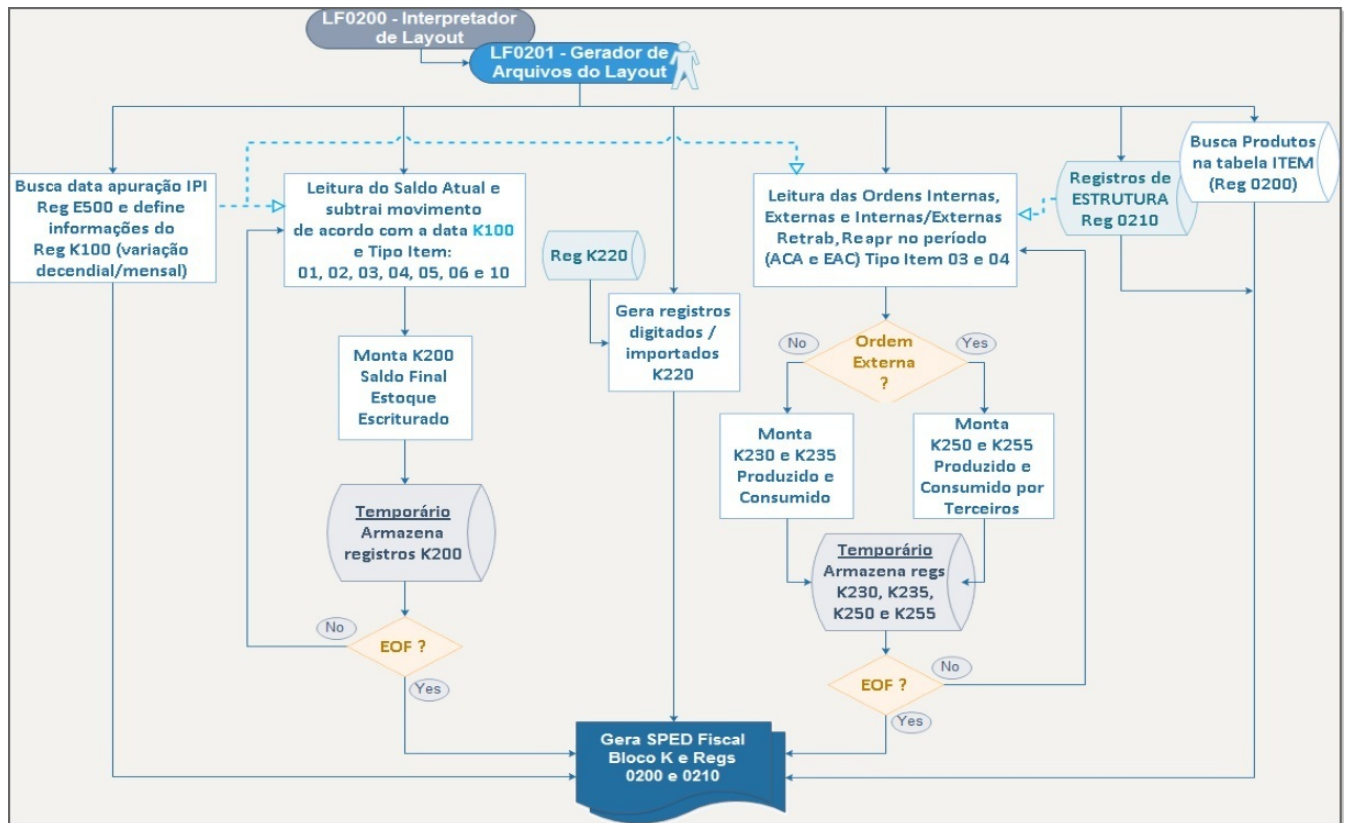 LF0200 - Interpretador
de Layout
LF0201 - Gerador de
Arquivos do Layout
Busca data apuração IPI
Reg E500 e define
informações do
Reg K100 (variação
decendial/mensal)
Leitura do Saldo Atual e
subtrai movimento
de acordo com a data K100
e Tipo Item:
01, 02, 03, 04, 05, 06 e 10
Monta K200
Saldo Final
Estoque
Escriturado
Temporário
Armazena
registros K200
EOF ?
No
Yes
Reg K220
Gera registros
digitados /
importados
K220
Leitura das Ordens Internas,
Externas e Internas/Externas
Retrab, Reapr no período
(ACA e EAC) Tipo Item 03 e 04
Registros de
ESTRUTURA
Reg 0210
Busca Produtos
na tabela ITEM
(Reg 0200)
Ordem
Externa
?
No
Yes
Monta
K230 e K235
Produzido e
Consumido
Monta
K250 e K255
Produzido e
Consumido por
Terceiros
Temporário
Armazena regs
K230, K235,
K250 e K255
EOF ?
No
Yes
Gera SPED Fiscal
Bloco K e Regs
0200 e 0210